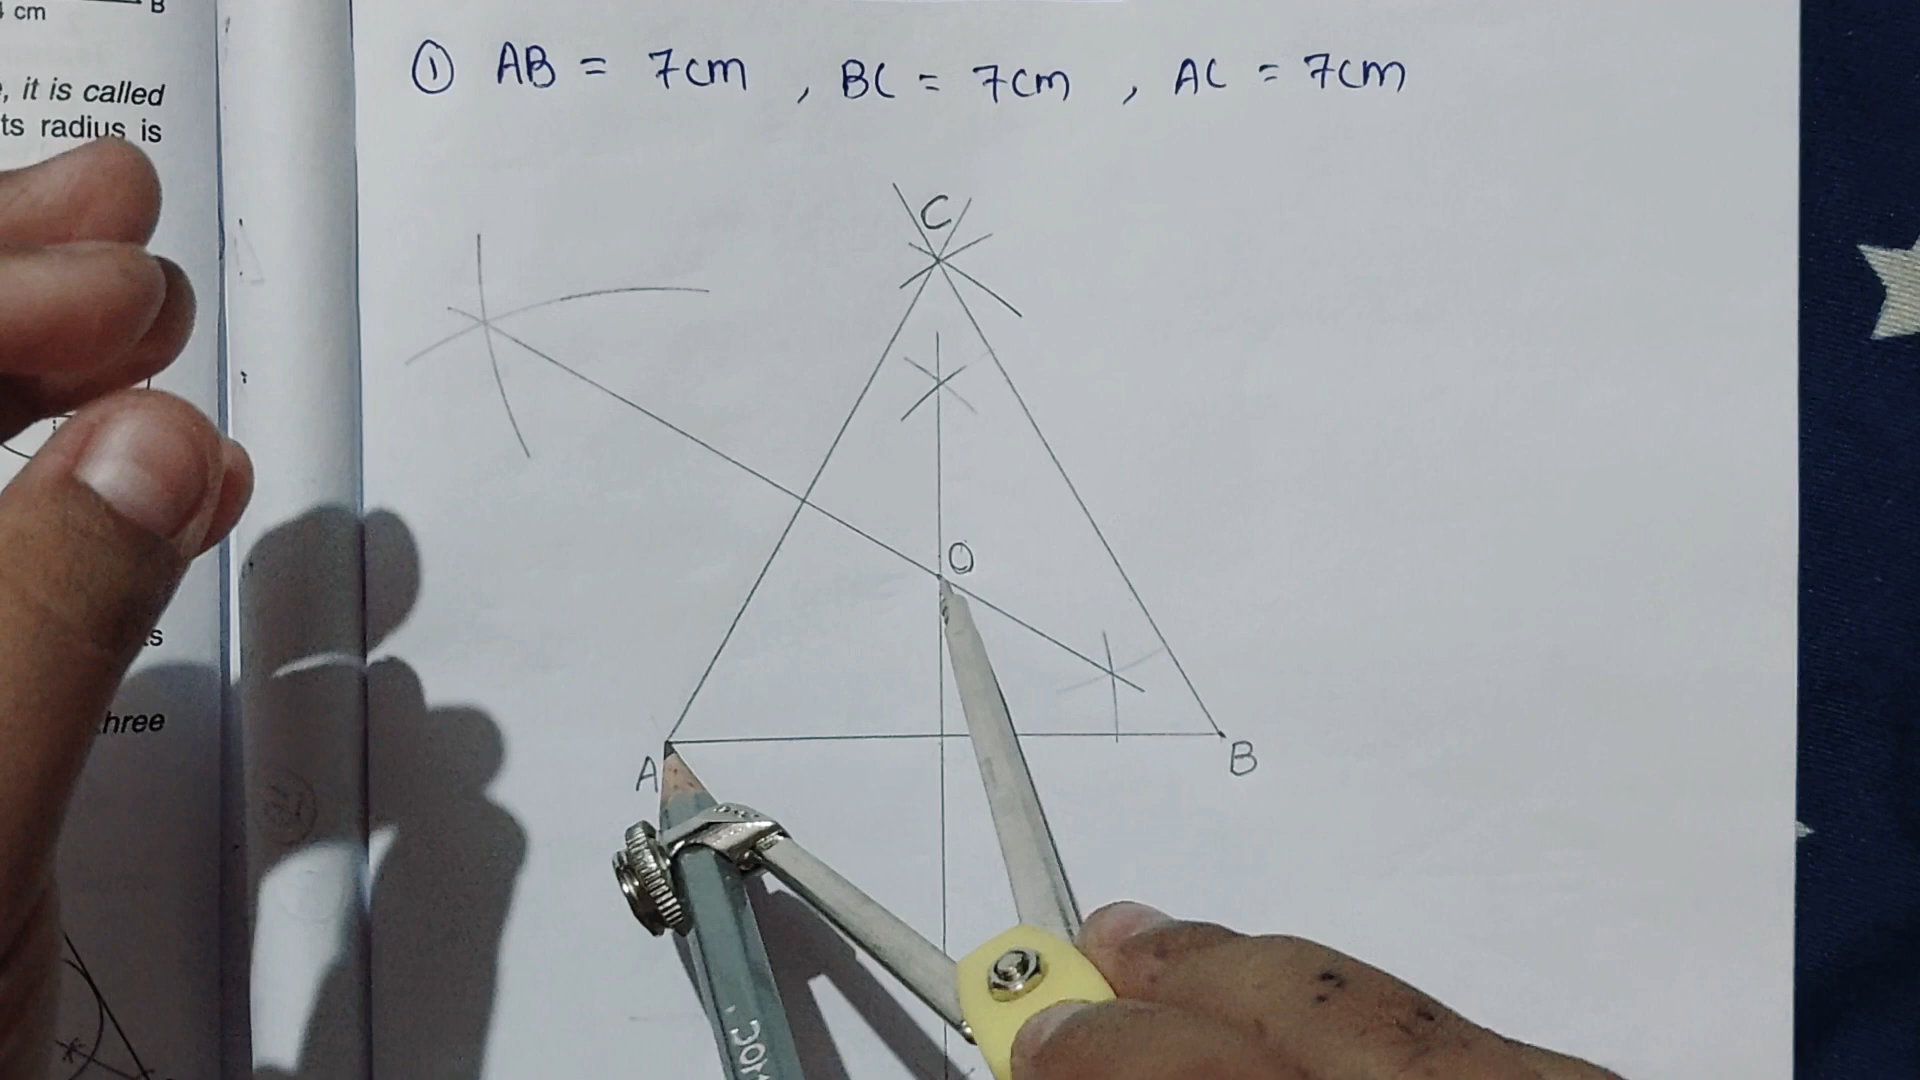 cm
B
, it is called
ts radius is
① AB = 7cm , BC = 7cm , AC = 7cm
C
O
s
hree
A
B